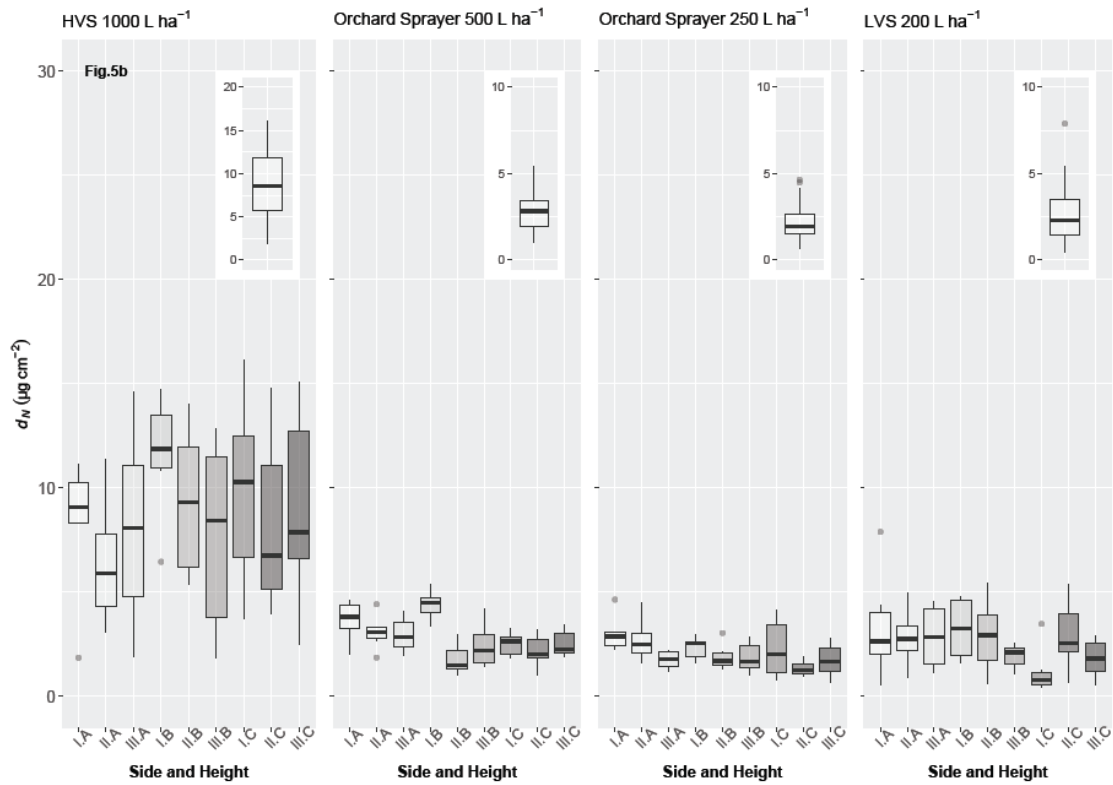 HVS 1000 L ha⁻¹
Orchard Sprayer 500 L ha⁻¹
Orchard Sprayer 250 L ha⁻¹
LVS 200 L ha⁻¹
Fig.5b
d_N (µg cm⁻²)
30
20
10
0
20
15
10
5
0
10
5
0
10
5
0
10
5
0
I.A II.A III.A I.B II.B III.B I.C II.C III.C
I.A II.A III.A I.B II.B III.B I.C II.C III.C
I.A II.A III.A I.B II.B III.B I.C II.C III.C
I.A II.A III.A I.B II.B III.B I.C II.C III.C
Side and Height
Side and Height
Side and Height
Side and Height